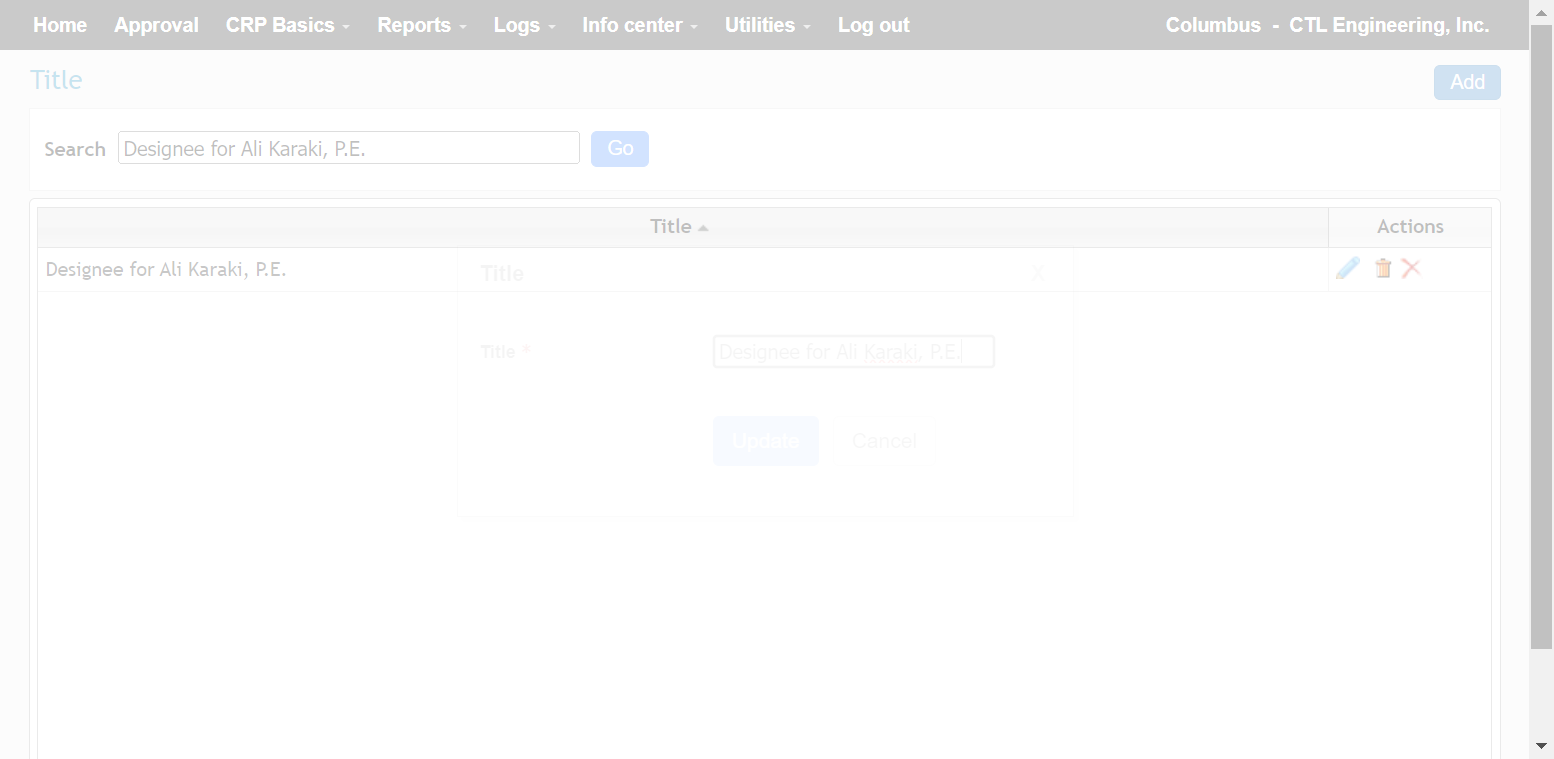 Home Approval CRP Basics Reports Logs Info center Utilities Log out Columbus - CTL Engineering, Inc.
Title Add
Search Designee for Ali Karaki, P.E. Go
Title Actions
Designee for Ali Karaki, P.E.
Title X
Title * Designee for Ali Karaki, P.E.
Update Cancel